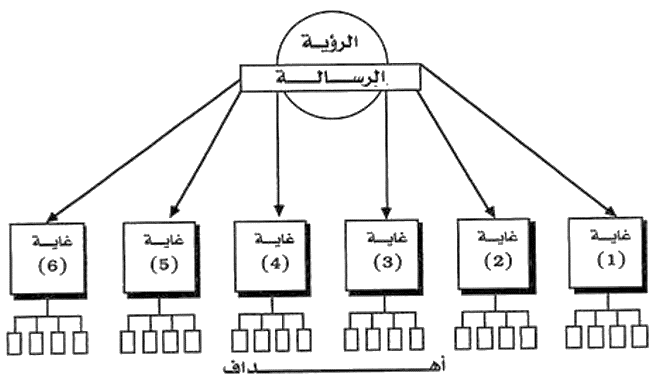 الرؤية
الرسالة
غاية
(1)
غاية
(2)
غاية
(3)
غاية
(4)
غاية
(5)
غاية
(6)
أهداف